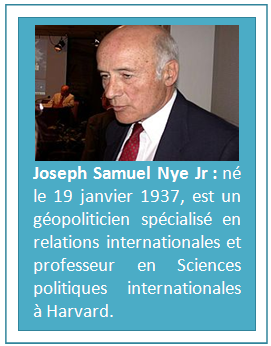 Joseph Samuel Nye Jr : né
le 19 janvier 1937, est un
géopoliticien spécialisé en
relations internationales et
professeur en Sciences
politiques internationales
à Harvard.